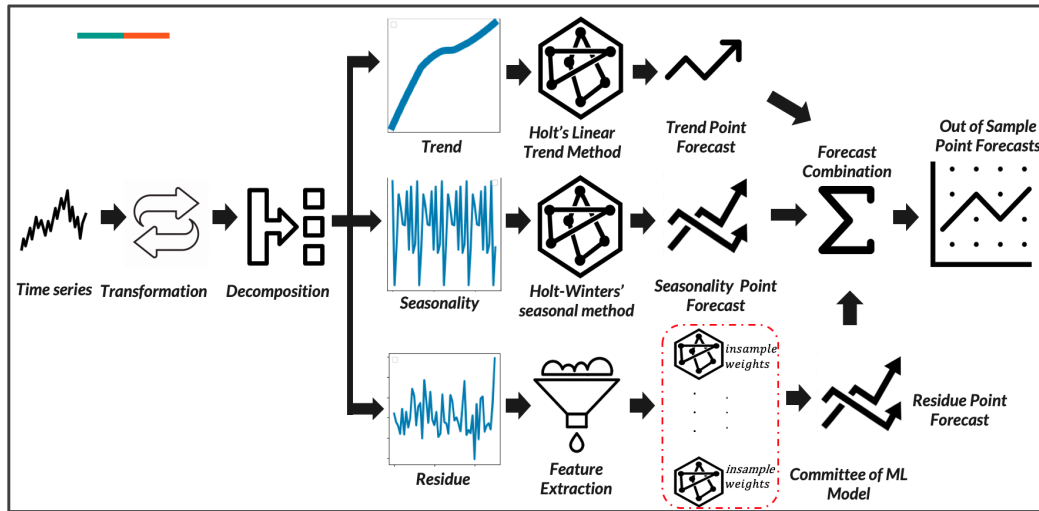 Trend
Holt's Linear
Trend Method
Trend Point
Forecast
Forecast
Combination
Out of Sample
Point Forecasts
Time series
Transformation
Decomposition
Seasonality
Holt-Winters'
seasonal method
Seasonality Point
Forecast
insample
weights
insample
weights
Residue
Feature
Extraction
Committee of ML
Model
Residue Point
Forecast